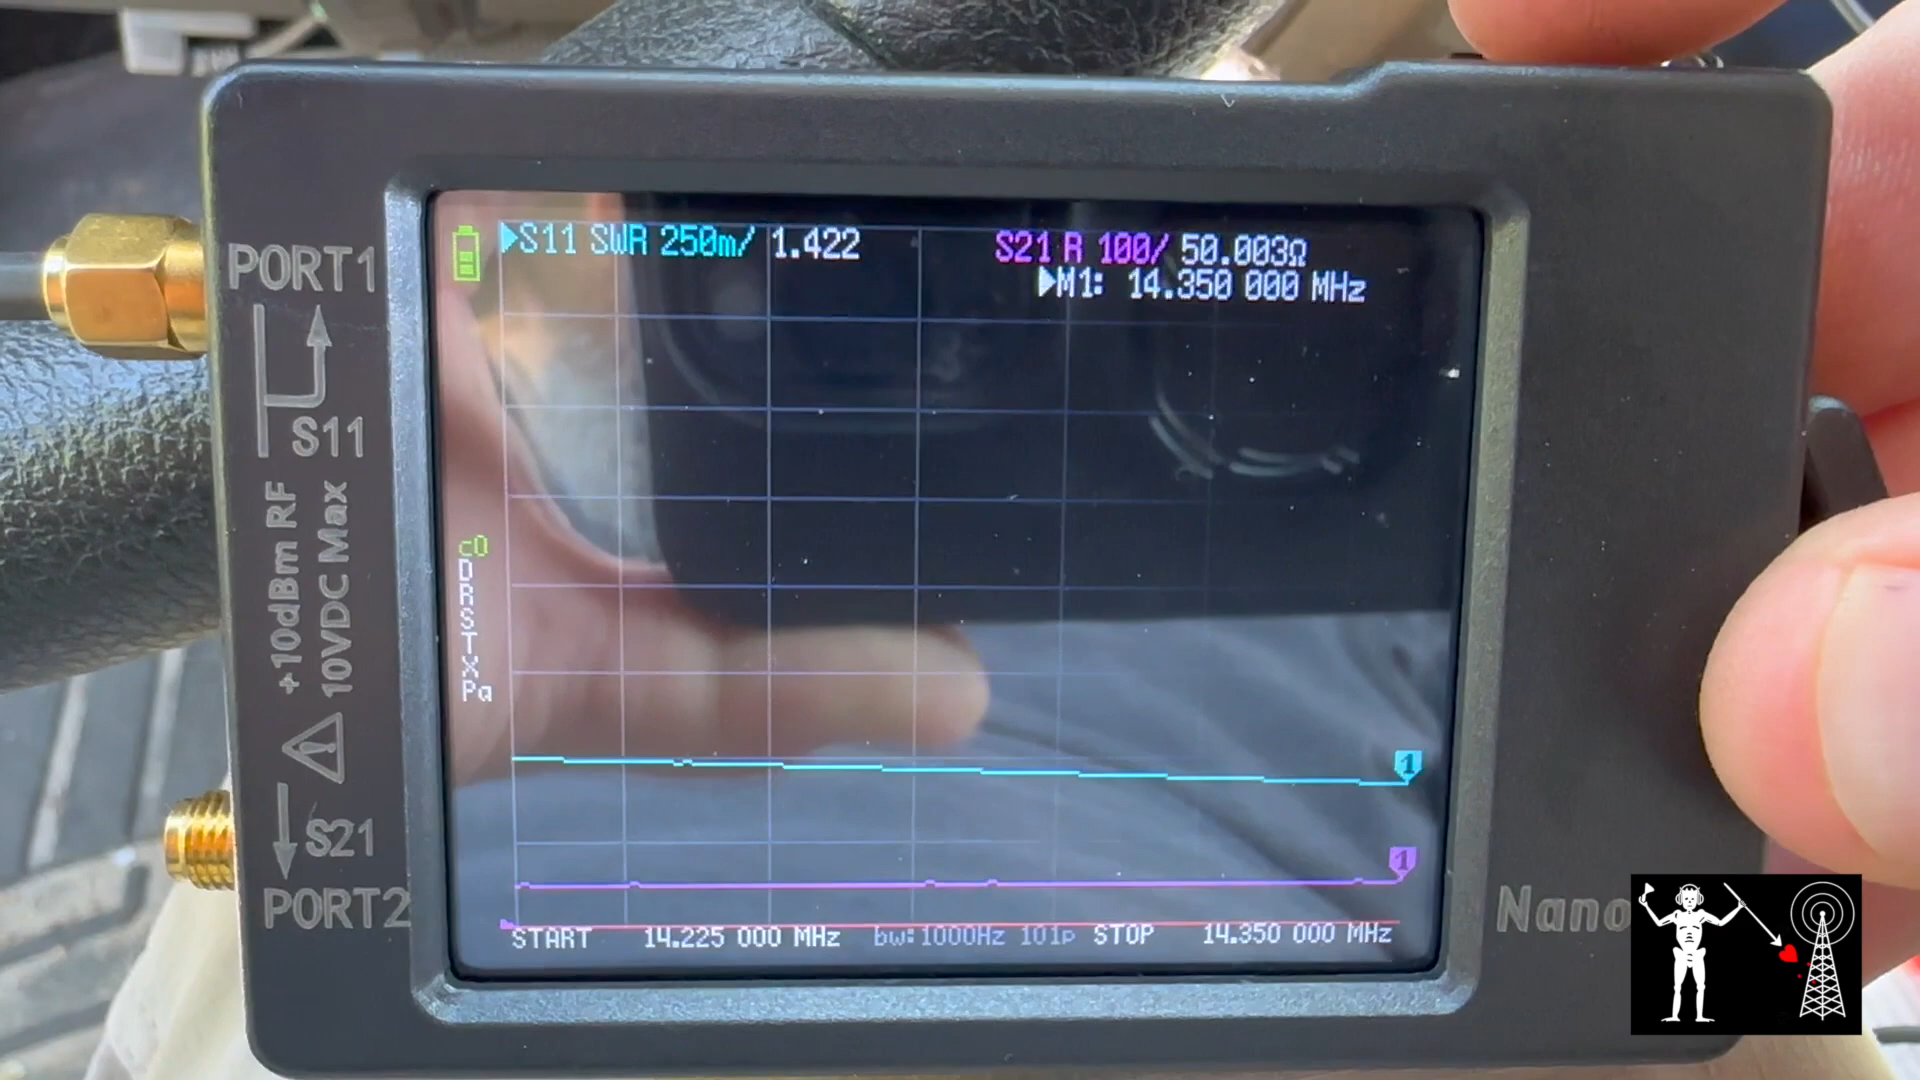 S11 SWR 250m/ 1.422
S21 R 100/ 50.003Ω
M1: 14.350 000 MHz
PORT1
S11
+10dBm RF
10VDC Max
S21
PORT2
c0
D
R
S
T
X
Pa
1
1
START 14.225 000 MHz bw:1000Hz 101p STOP 14.350 000 MHz
Nano